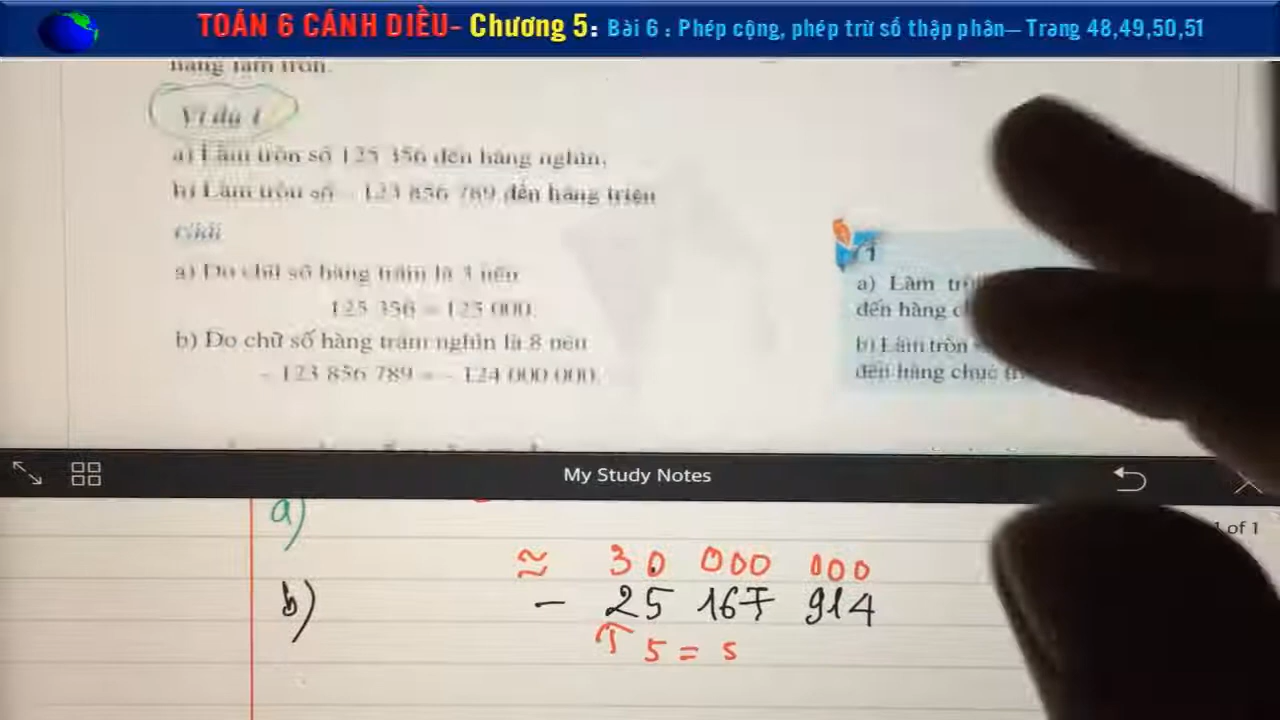 TOÁN 6 CÁNH DIỀU- Chương 5: Bài 6 : Phép cộng, phép trừ số thập phân– Trang 48,49,50,51
hàng làm tròn.
Ví dụ 1
a) Làm tròn số 125 356 đến hàng nghìn;
b) Làm tròn số – 123 856 789 đến hàng triệu
Giải
a) Do chữ số hàng trăm là 3 nên
125 356 ≈ 125 000.
b) Do chữ số hàng trăm nghìn là 8 nên
– 123 856 789 ≈ – 124 000 000.
1
a) Làm
đến hàng
b) Làm tròn
đến hàng chục
My Study Notes
1 of 1
a)
≈ 30 000 000
b) – 25 167 914
5 = 5